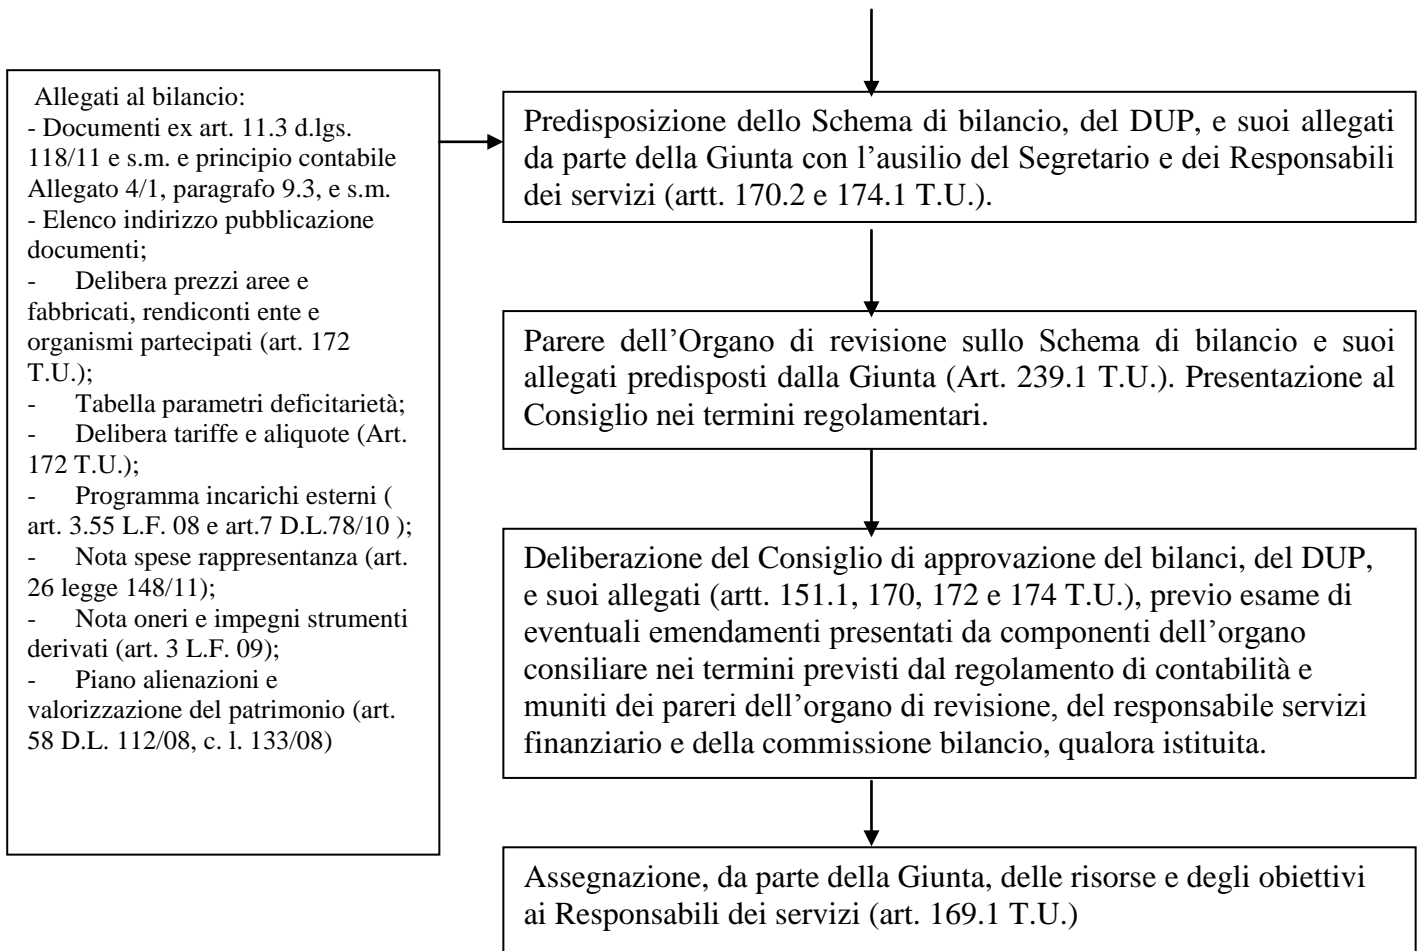 Allegati al bilancio:
- Documenti ex art. 11.3 d.lgs.
118/11 e s.m. e principio contabile
Allegato 4/1, paragrafo 9.3, e s.m.
- Elenco indirizzo pubblicazione
documenti;
- Delibera prezzi aree e
fabbricati, rendiconti ente e
organismi partecipati (art. 172
T.U.);
- Tabella parametri deficitarietà;
- Delibera tariffe e aliquote (Art.
172 T.U.);
- Programma incarichi esterni (
art. 3.55 L.F. 08 e art.7 D.L.78/10 );
- Nota spese rappresentanza (art.
26 legge 148/11);
- Nota oneri e impegni strumenti
derivati (art. 3 L.F. 09);
- Piano alienazioni e
valorizzazione del patrimonio (art.
58 D.L. 112/08, c. l. 133/08)
Predisposizione dello Schema di bilancio, del DUP, e suoi allegati
da parte della Giunta con l’ausilio del Segretario e dei Responsabili
dei servizi (artt. 170.2 e 174.1 T.U.).
Parere dell’Organo di revisione sullo Schema di bilancio e suoi
allegati predisposti dalla Giunta (Art. 239.1 T.U.). Presentazione al
Consiglio nei termini regolamentari.
Deliberazione del Consiglio di approvazione del bilanci, del DUP,
e suoi allegati (artt. 151.1, 170, 172 e 174 T.U.), previo esame di
eventuali emendamenti presentati da componenti dell’organo
consiliare nei termini previsti dal regolamento di contabilità e
muniti dei pareri dell’organo di revisione, del responsabile servizi
finanziario e della commissione bilancio, qualora istituita.
Assegnazione, da parte della Giunta, delle risorse e degli obiettivi
ai Responsabili dei servizi (art. 169.1 T.U.)